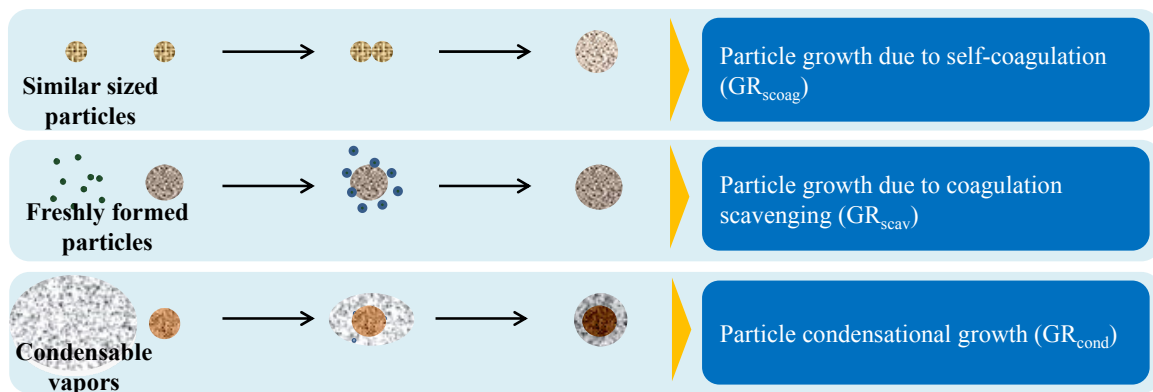 Similar sized
particles
Particle growth due to self-coagulation
(GRscoag)
Freshly formed
particles
Particle growth due to coagulation
scavenging (GRscav)
Condensable
vapors
Particle condensational growth (GRcond)